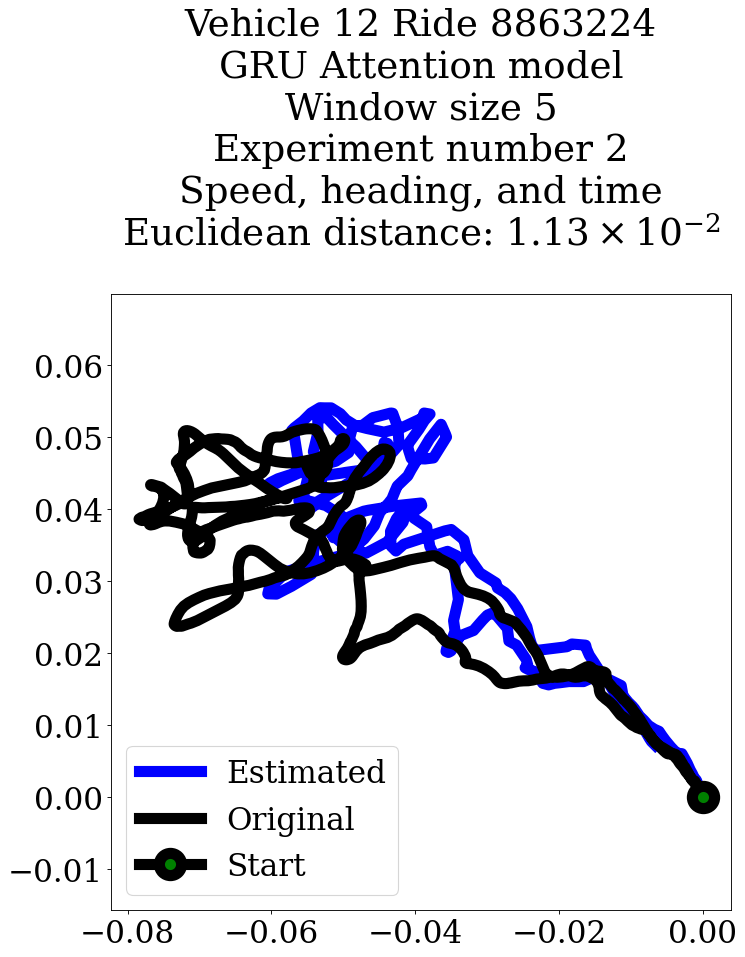 Vehicle 12 Ride 8863224
GRU Attention model
Window size 5
Experiment number 2
Speed, heading, and time
Euclidean distance: 1.13 × 10⁻²
0.06
0.05
0.04
0.03
0.02
0.01
0.00
−0.01
Estimated
Original
Start
−0.08 −0.06 −0.04 −0.02 0.00